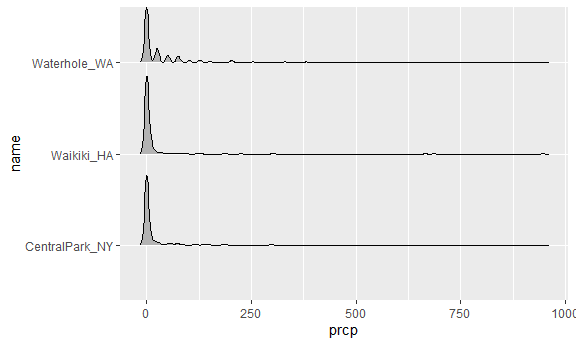 Waterhole_WA
Waikiki_HA
CentralPark_NY
name
0 250 500 750 1000
prcp